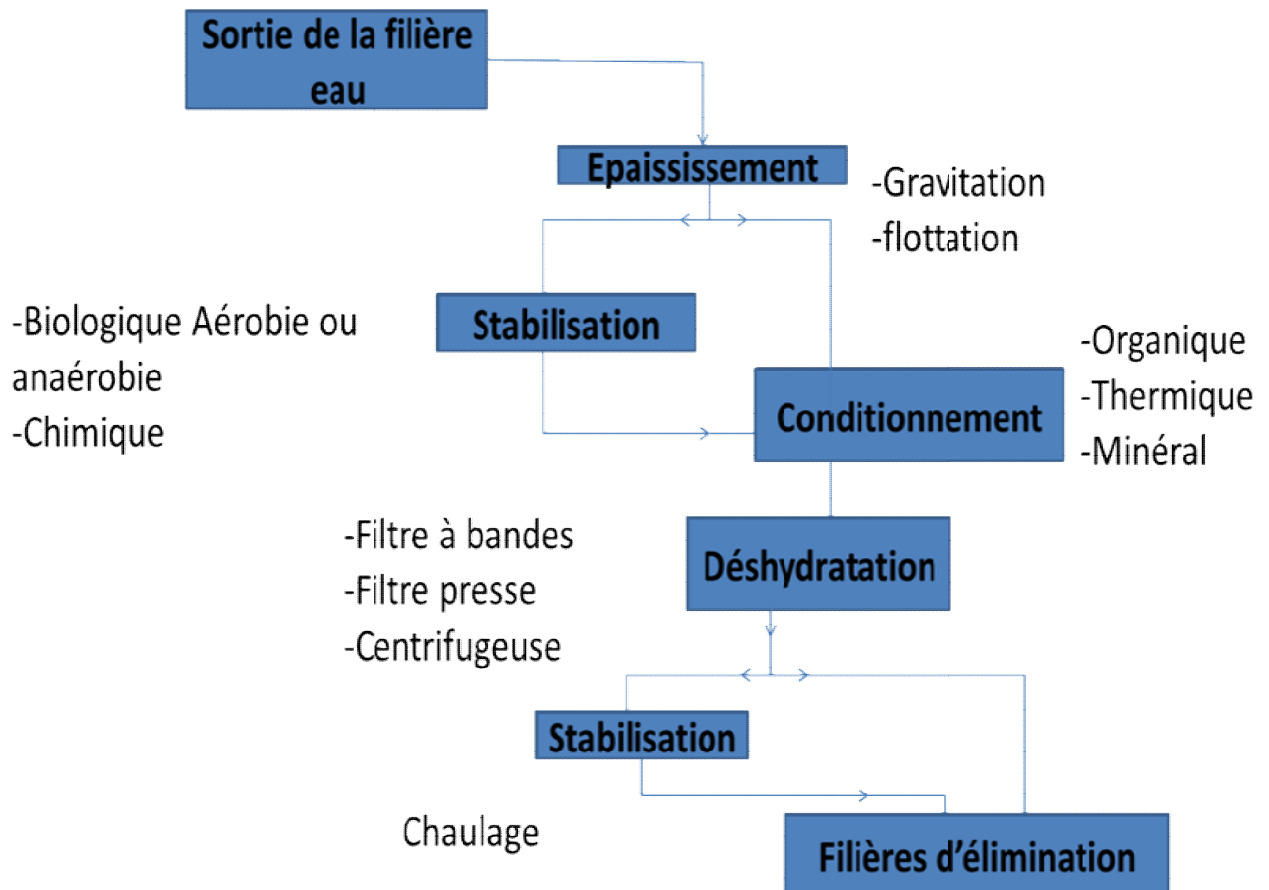 Sortie de la filière
eau
Epaississement
-Gravitation
-flottation
Stabilisation
-Biologique Aérobie ou
anaérobie
-Chimique
Conditionnement
-Organique
-Thermique
-Minéral
-Filtre à bandes
-Filtre presse
-Centrifugeuse
Déshydratation
Stabilisation
Chaulage
Filières d'élimination